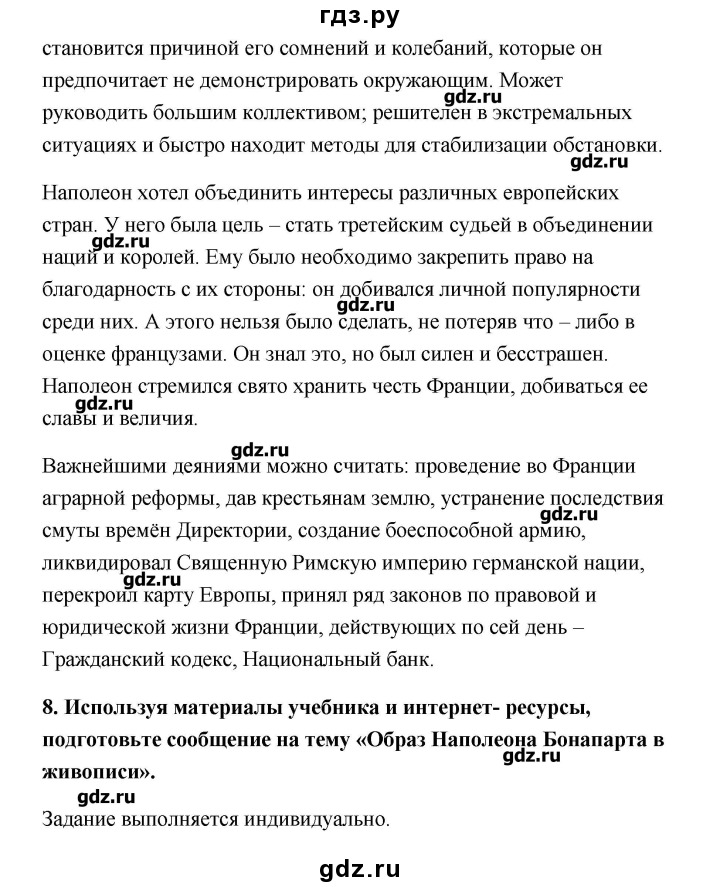 гдз.ру
становится причиной его сомнений и колебаний, которые он
предпочитает не демонстрировать окружающим. Может
gdz.ru
руководить большим коллективом; решителен в экстремальных
ситуациях и быстро находит методы для стабилизации обстановки.
gdz.ru
Наполеон хотел объединить интересы различных европейских
стран. У него была цель – стать третейским судьей в объединении
gdz.ru
наций и королей. Ему было необходимо закрепить право на
благодарность с их стороны: он добивался личной популярности
gdz.ru
среди них. А этого нельзя было сделать, не потеряв что – либо в
оценке французами. Он знал это, но был силен и бесстрашен.
Наполеон стремился свято хранить честь Франции, добиваться ее
gdz.ru
славы и величия.
gdz.ru
Важнейшими деяниями можно считать: проведение во Франции
аграрной реформы, дав крестьянам землю, устранение последствия
gdz.ru
смуты времён Директории, создание боеспособной армию,
ликвидировал Священную Римскую империю германской нации,
gdz.ru
перекроил карту Европы, принял ряд законов по правовой и
юридической жизни Франции, действующих по сей день –
Гражданский кодекс, Национальный банк.
8. Используя материалы учебника и интернет- ресурсы,
подготовьте сообщение на тему «Образ Наполеона Бонапарта в
gdz.ru
живописи».
gdz.ru
Задание выполняется индивидуально.
gdz.ru